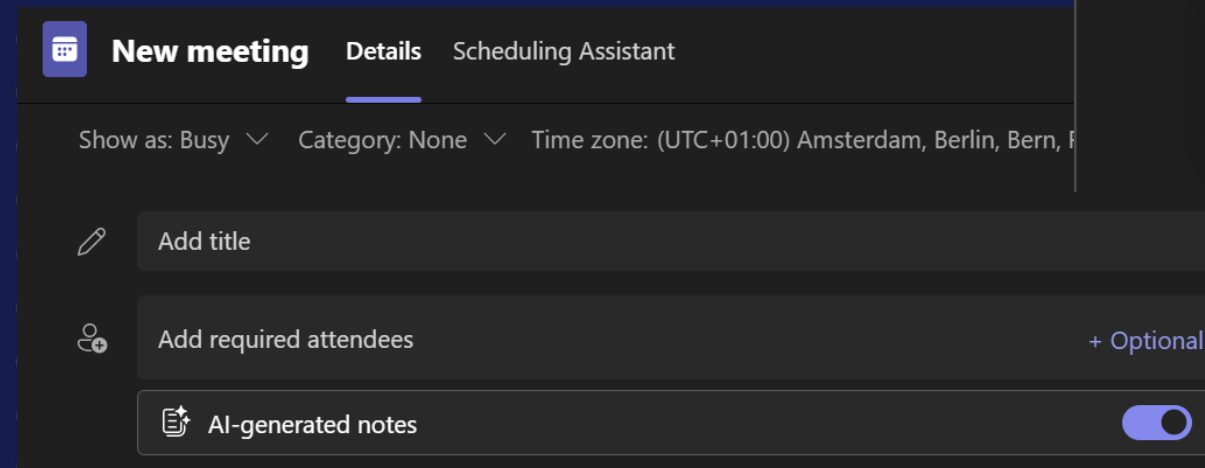 New meeting Details Scheduling Assistant
Show as: Busy Category: None Time zone: (UTC+01:00) Amsterdam, Berlin, Bern,
Add title
Add required attendees + Optional
AI-generated notes